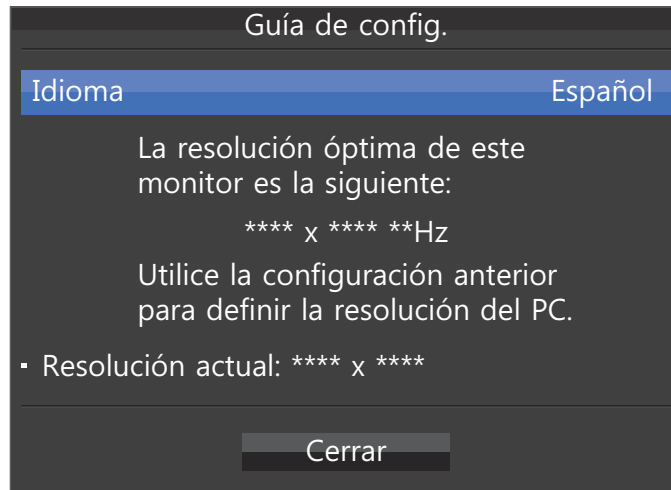 Guía de config.
Idioma Español
La resolución óptima de este
monitor es la siguiente:
**** x **** **Hz
Utilice la configuración anterior
para definir la resolución del PC.
Resolución actual: **** x ****
Cerrar